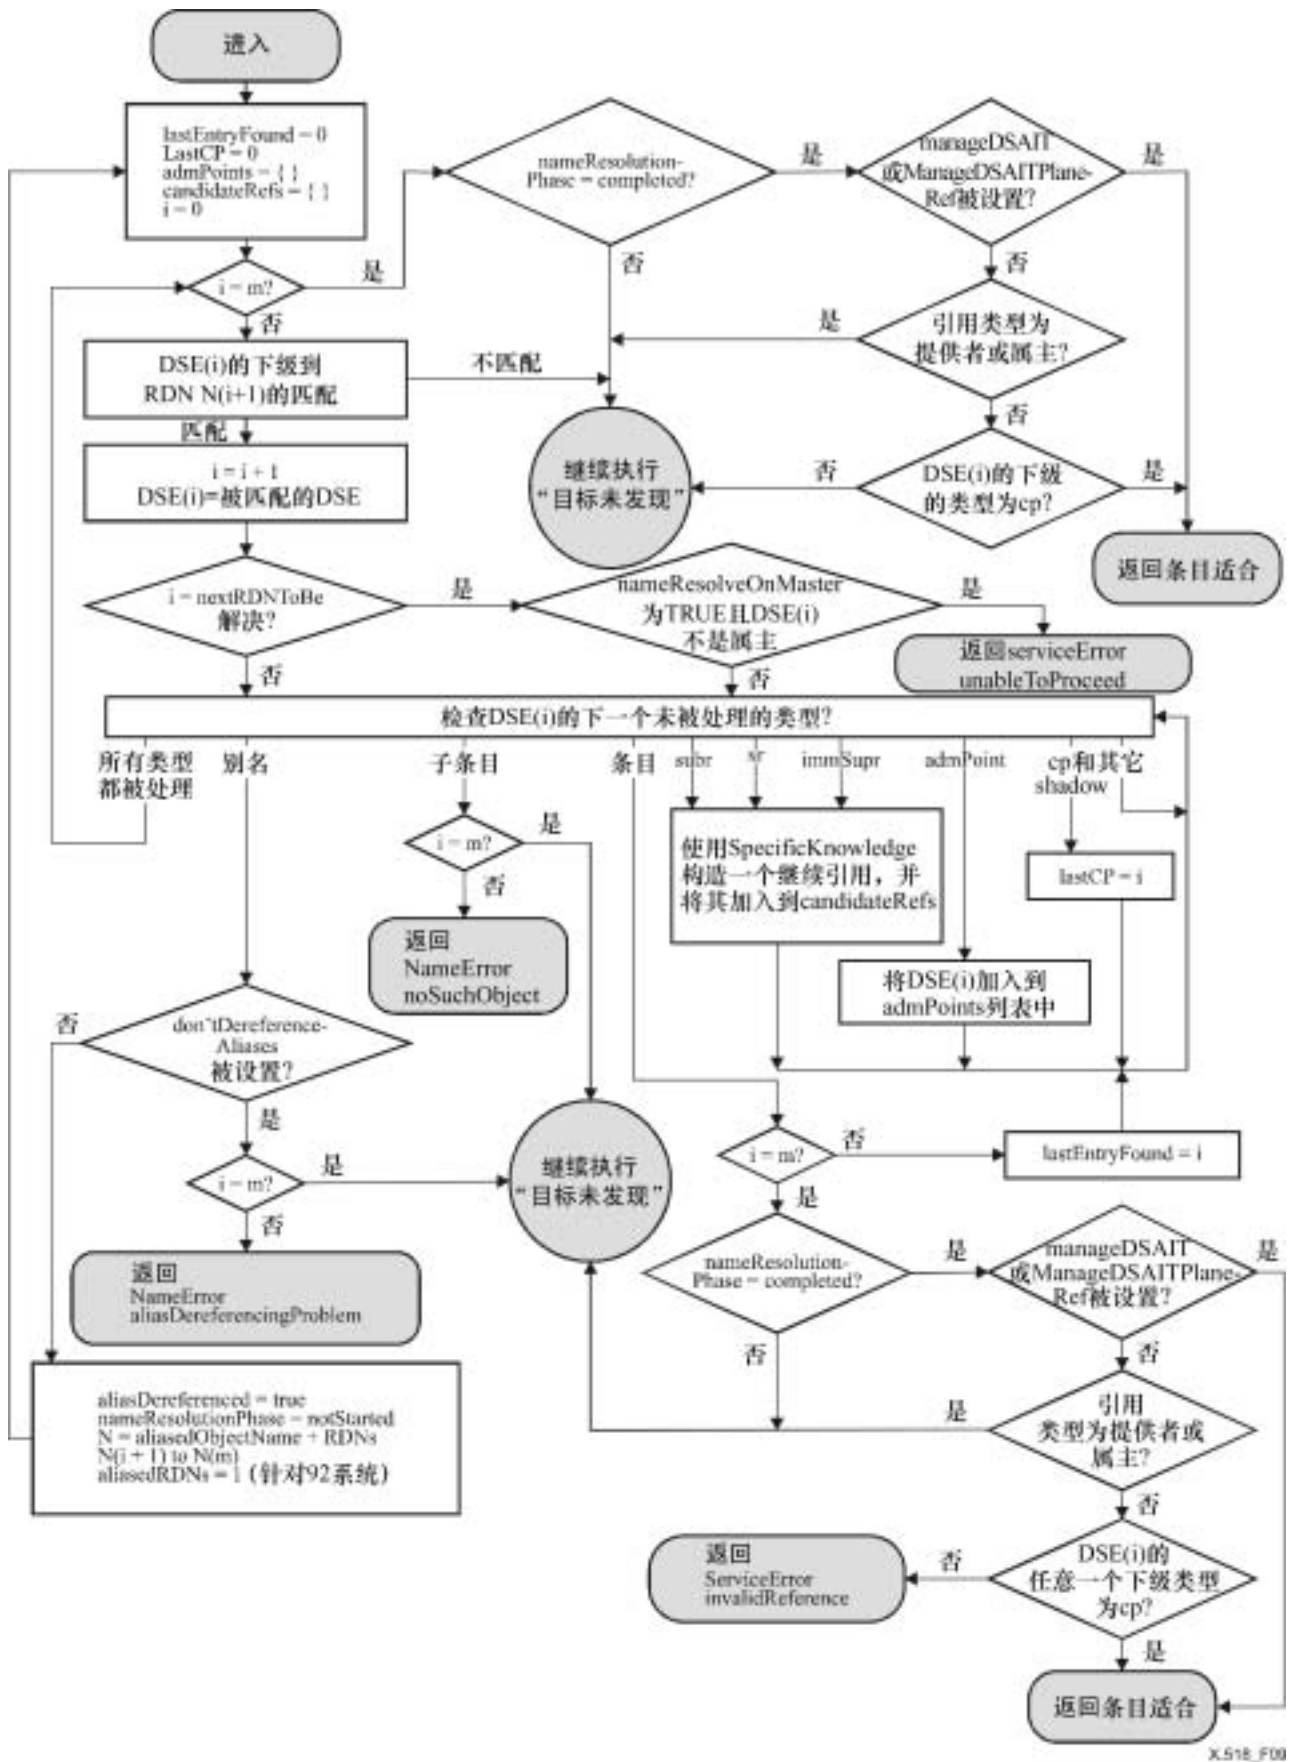 进入
lastEntryFound = 0
LastCP = 0
admPoints = { }
candidateRefs = { }
i = 0
nameResolution-
Phase = completed?
是
manageDSAIT
或ManageDSAITPlane-
Ref被设置?
是
否
否
i = m?
是
否
是
引用类型为
提供者或属主?
DSE(i)的下级到
RDN N(i+1)的匹配
不匹配
否
匹配
i = i + 1
DSE(i)=被匹配的DSE
继续执行
“目标未发现”
否
DSE(i)的下级
的类型为cp?
是
返回条目适合
i = nextRDNToBe
解决?
是
nameResolveOnMaster
为TRUE且DSE(i)
不是属主
是
返回serviceError
unableToProceed
否
否
检查DSE(i)的下一个未被处理的类型?
所有类型
都被处理
别名
子条目
条目
subr
sr
immSupr
admPoint
cp和其它
shadow
i = m?
是
否
使用SpecificKnowledge
构造一个继续引用，并
将其加入到candidateRefs
lastCP = i
返回
NameError
noSuchObject
将DSE(i)加入到
admPoints列表中
否
don'tDereference-
Aliases
被设置?
是
i = m?
是
否
继续执行
“目标未发现”
i = m?
否
lastEntryFound = i
是
返回
NameError
aliasDereferencingProblem
nameResolution-
Phase = completed?
是
manageDSAIT
或ManageDSAITPlane-
Ref被设置?
是
否
否
aliasDereferenced = true
nameResolutionPhase = notStarted
N = aliasedObjectName + RDNs
N(i + 1) to N(m)
aliasedRDNs = 1 (针对92系统)
是
引用
类型为提供者或
属主?
否
返回
ServiceError
invalidReference
否
DSE(i)的
任意一个下级类型
为cp?
是
返回条目适合
X.518_F09